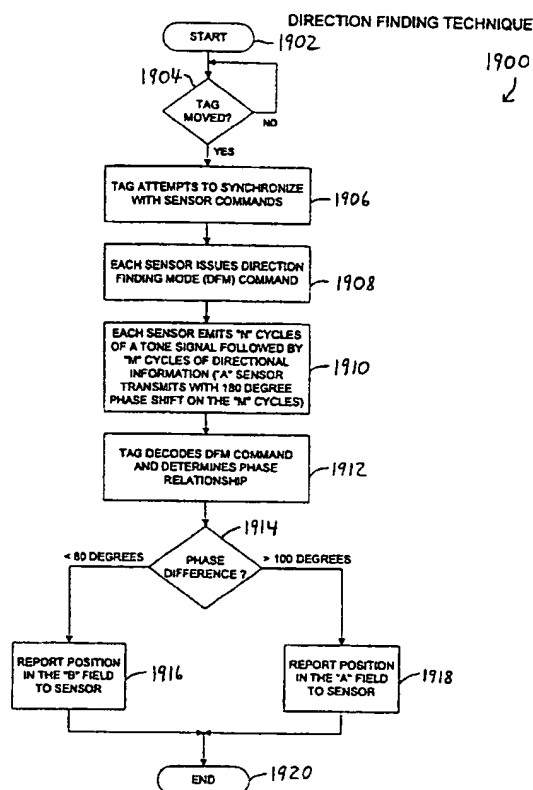 DIRECTION FINDING TECHNIQUE
1900
START
1902
1904
TAG
MOVED?
NO
YES
TAG ATTEMPTS TO SYNCHRONIZE
WITH SENSOR COMMANDS
1906
EACH SENSOR ISSUES DIRECTION
FINDING MODE (DFM) COMMAND
1908
EACH SENSOR EMITS "N" CYCLES
OF A TONE SIGNAL FOLLOWED BY
"M" CYCLES OF DIRECTIONAL
INFORMATION ("A" SENSOR
TRANSMITS WITH 180 DEGREE
PHASE SHIFT ON THE "M" CYCLES)
1910
TAG DECODES DFM COMMAND
AND DETERMINES PHASE
RELATIONSHIP
1912
1914
< 80 DEGREES
PHASE
DIFFERENCE ?
> 100 DEGREES
REPORT POSITION
IN THE "B" FIELD
TO SENSOR
1916
REPORT POSITION
IN THE "A" FIELD
TO SENSOR
1918
END
1920